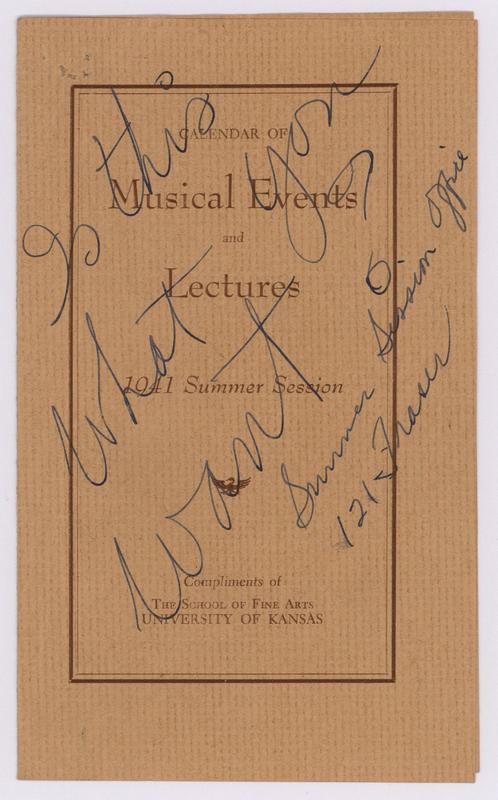 CALENDAR OF
Musical Events
and
Lectures
1941 Summer Session
Compliments of
THE SCHOOL OF FINE ARTS
UNIVERSITY OF KANSAS
Is this
What you
Want?
Summer Session Office
121 Fraser